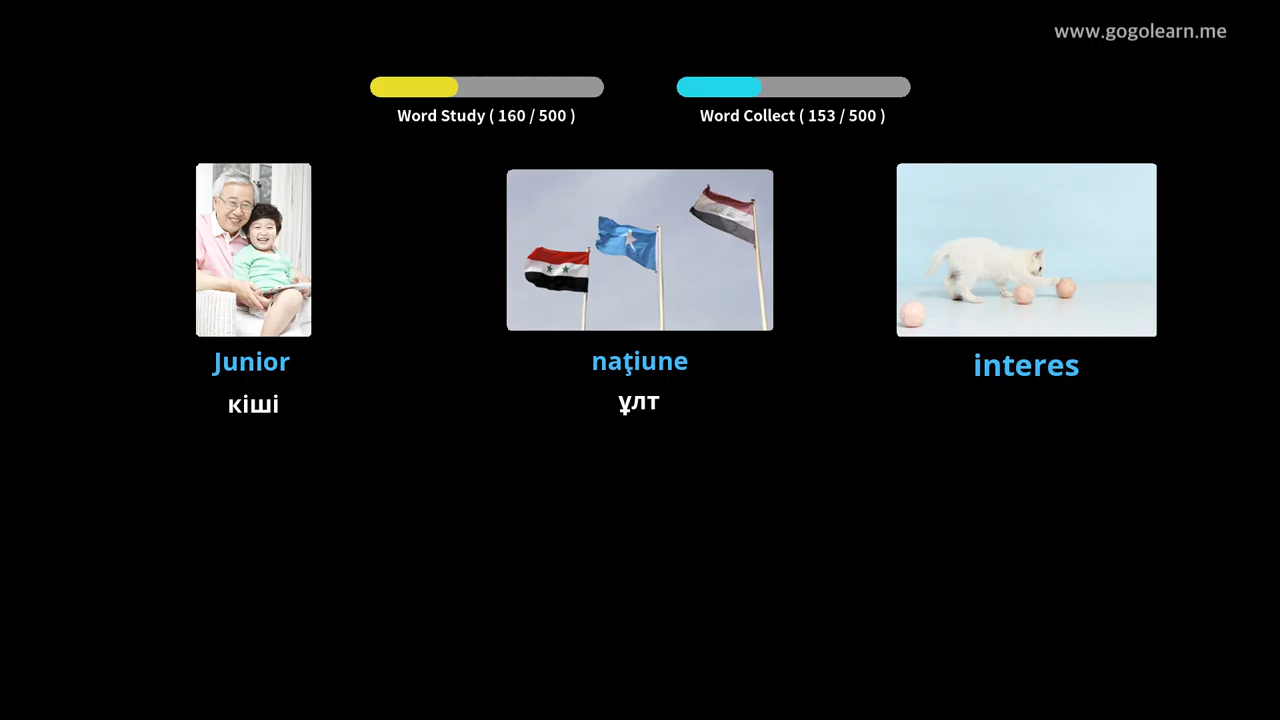 www.gogolearn.me
Word Study ( 160 / 500 )
Word Collect ( 153 / 500 )
Junior
кіші
naţiune
ұлт
interes